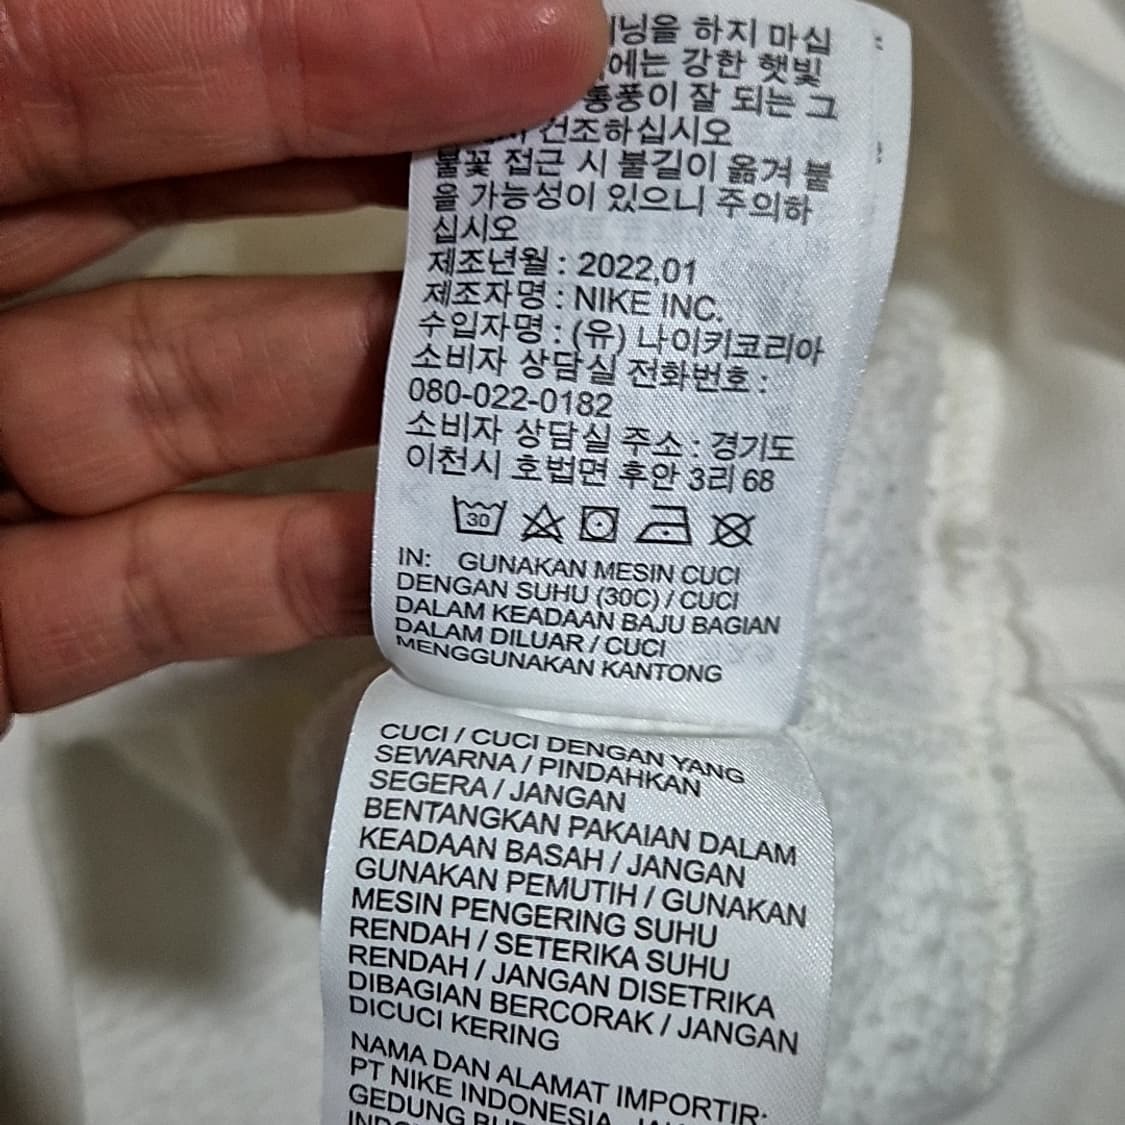 하지 마십
강한 햇빛
통풍이 잘 되는 그
건조하십시오
불꽃 접근 시 불길이 옮겨 붙
을 가능성이 있으니 주의하
십시오
제조년월 : 2022,01
제조자명 : NIKE INC.
수입자명 : (유) 나이키코리아
소비자 상담실 전화번호 :
080-022-0182
소비자 상담실 주소 : 경기도
이천시 호법면 후안 3리 68
30
IN: GUNAKAN MESIN CUCI
DENGAN SUHU (30C) / CUCI
DALAM KEADAAN BAJU BAGIAN
DALAM DILUAR / CUCI
MENGGUNAKAN KANTONG
CUCI / CUCI DENGAN YANG
SEWARNA / PINDAHKAN
SEGERA / JANGAN
BENTANGKAN PAKAIAN DALAM
KEADAAN BASAH / JANGAN
GUNAKAN PEMUTIH / GUNAKAN
MESIN PENGERING SUHU
RENDAH / SETERIKA SUHU
RENDAH / JANGAN DISETRIKA
DIBAGIAN BERCORAK / JANGAN
DICUCI KERING
NAMA DAN ALAMAT IMPORTIR:
PT NIKE INDONESIA,
GEDUNG